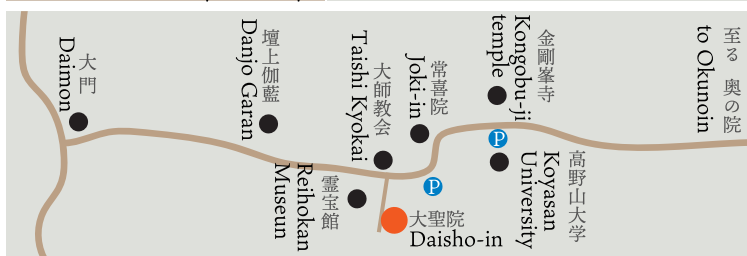 大門
Daimon
壇上伽藍
Danjo Garan
大師教会
Taishi Kyokai
常喜院
Joki-in
金剛峯寺
Kongobu-ji
temple
至る 奥の院
to Okunoin
霊宝館
Reihokan
Museun
P
大聖院
Daisho-in
P
高野山大学
Koyasan
University